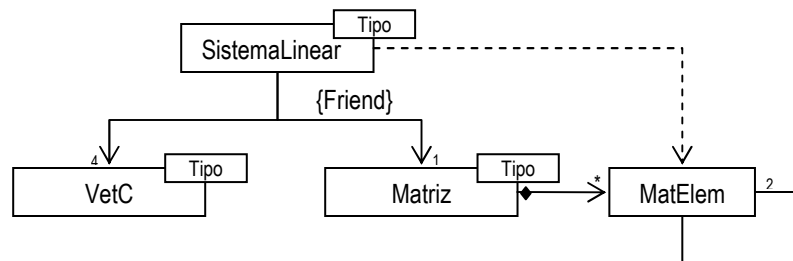 Tipo
SistemaLinear
{Friend}
4
1
Tipo
VetC
Tipo
Matriz
*
MatElem
2